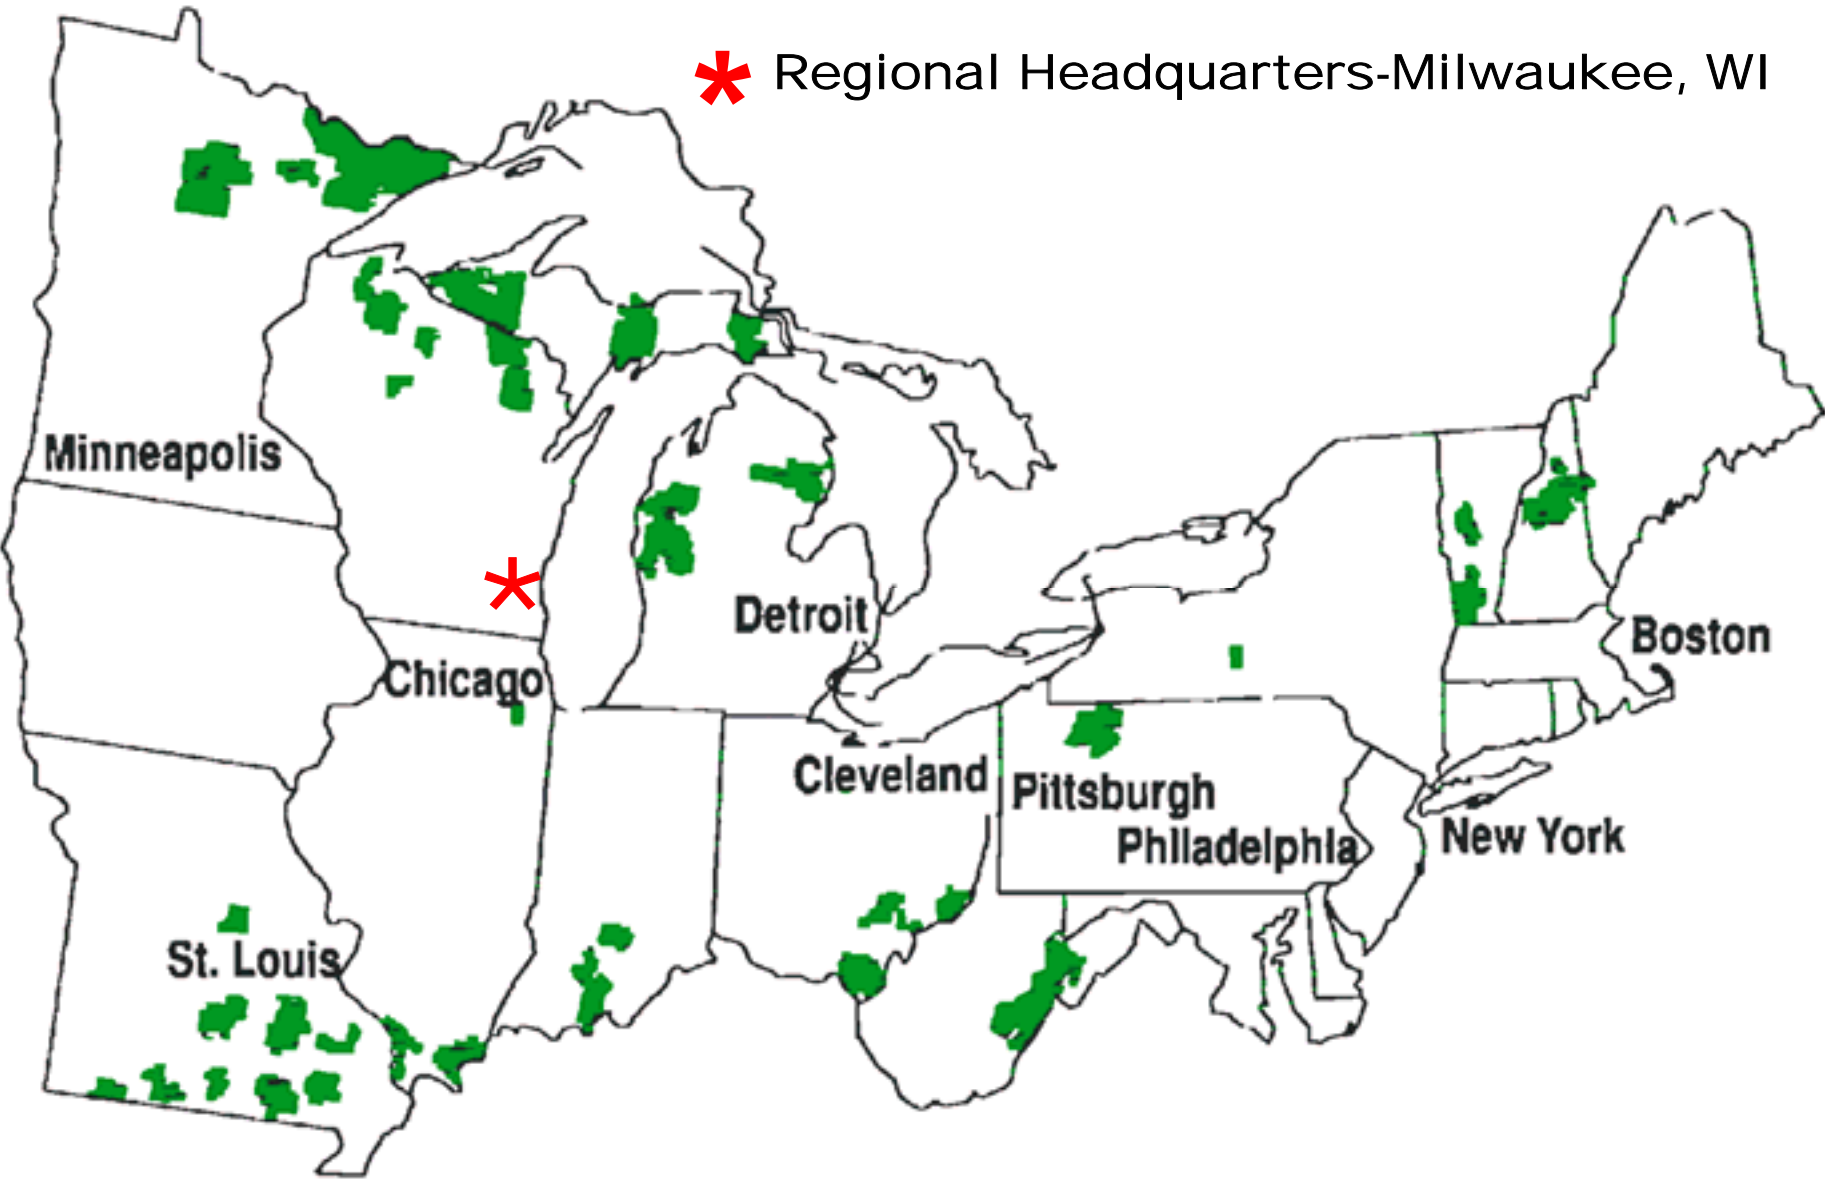 * Regional Headquarters-Milwaukee, WI
Minneapolis
*
Detroit
Boston
Chicago
Cleveland
Pittsburgh
Philadelphia
New York
St. Louis